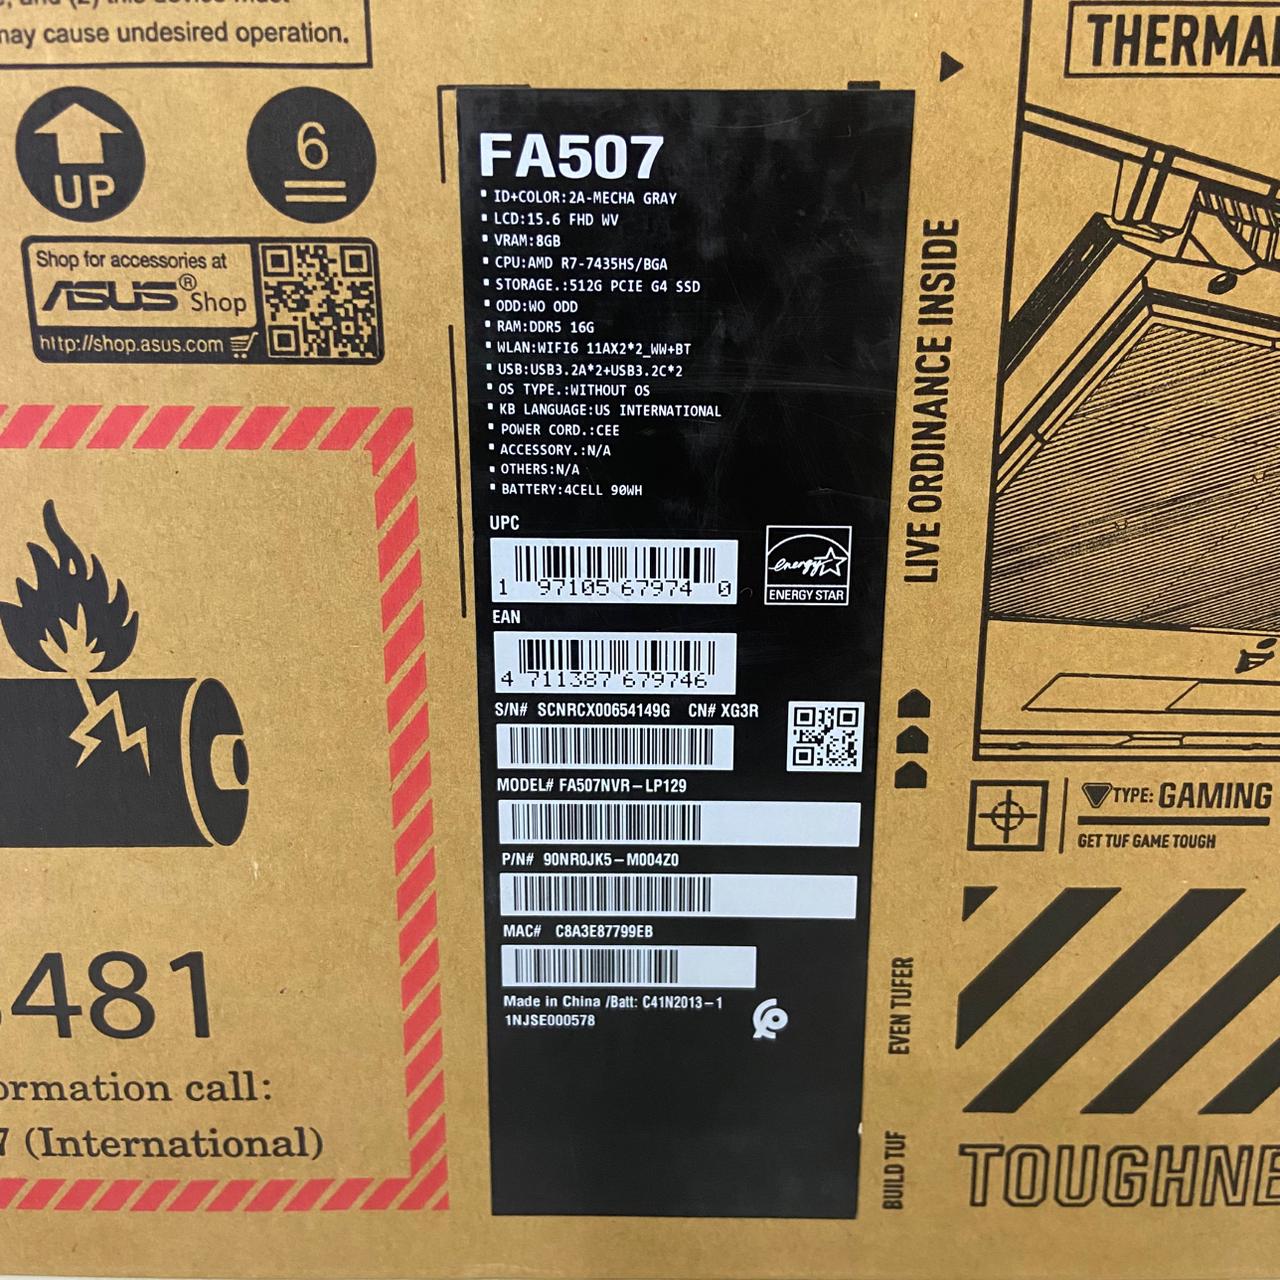 may cause undesired operation.
UP
6
Shop for accessories at
ASUS® Shop
http://shop.asus.com
481
ormation call:
7 (International)
FA507
ID+COLOR:2A-MECHA GRAY
LCD:15.6 FHD WV
VRAM:8GB
CPU:AMD R7-7435HS/BGA
STORAGE.:512G PCIE G4 SSD
ODD:WO ODD
RAM:DDR5 16G
WLAN:WIFI6 11AX2*2_WW+BT
USB:USB3.2A*2+USB3.2C*2
OS TYPE.:WITHOUT OS
KB LANGUAGE:US INTERNATIONAL
POWER CORD.:CEE
ACCESSORY.:N/A
OTHERS:N/A
BATTERY:4CELL 90WH
UPC
1 97105 67974 0
energy
ENERGY STAR
EAN
4 711387 679746
S/N# SCNRCX00654149G CN# XG3R
MODEL# FA507NVR-LP129
P/N# 90NR0JK5-M004Z0
MAC# C8A3E87799EB
Made in China /Batt: C41N2013-1
1NJSE000578
LIVE ORDINANCE INSIDE
EVEN TUFER
BUILD TUF
THERMAL
TYPE: GAMING
GET TUF GAME TOUGH
TOUGHNE